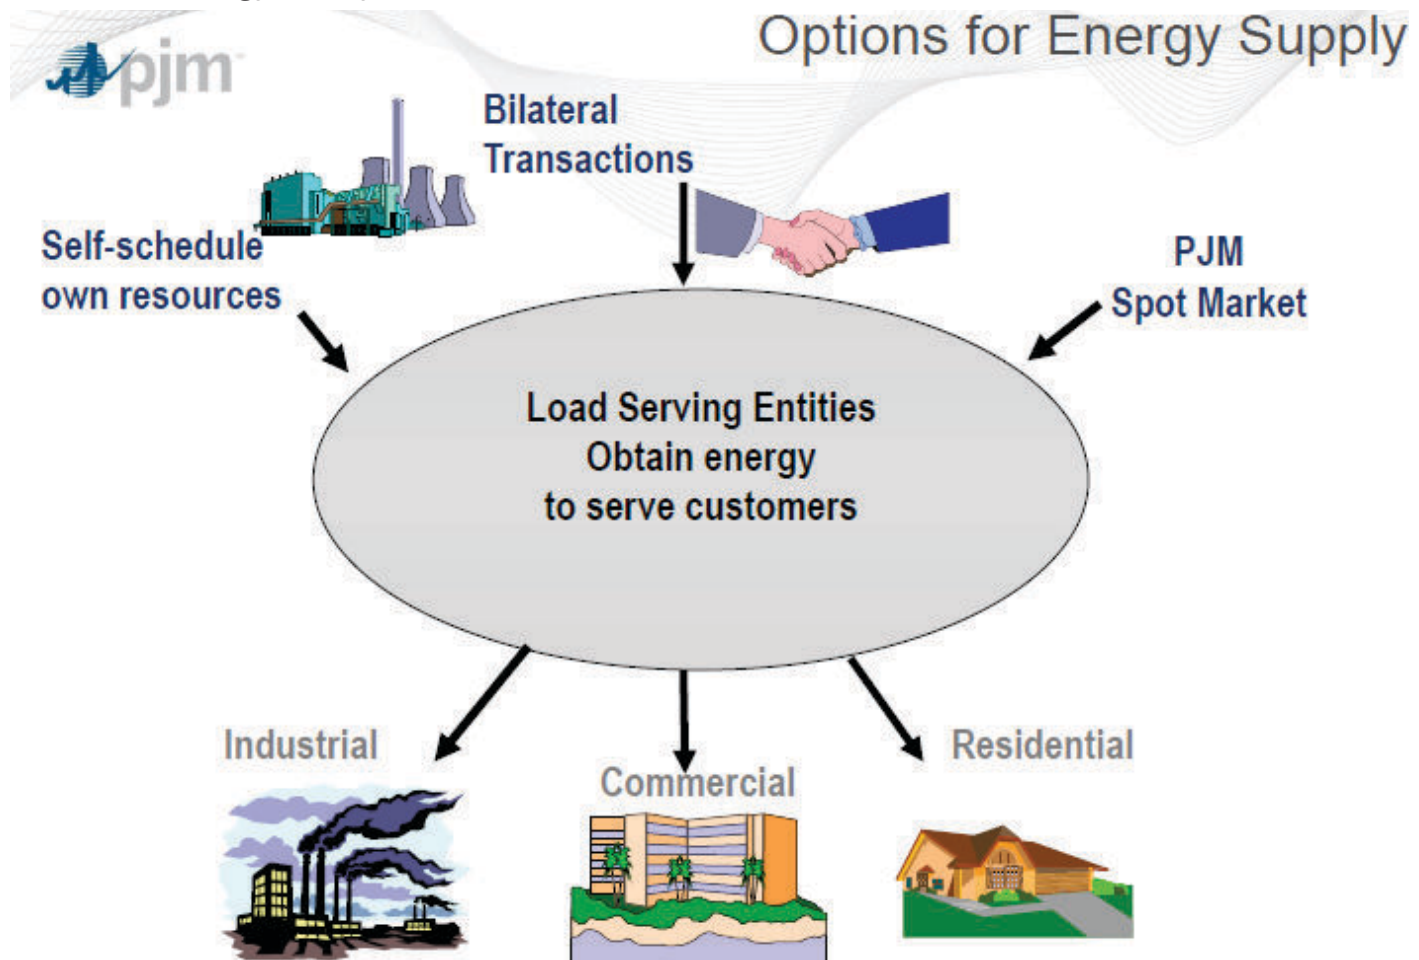 Options for Energy Supply
pjm
Bilateral
Transactions
Self-schedule
own resources
PJM
Spot Market
Load Serving Entities
Obtain energy
to serve customers
Industrial
Commercial
Residential